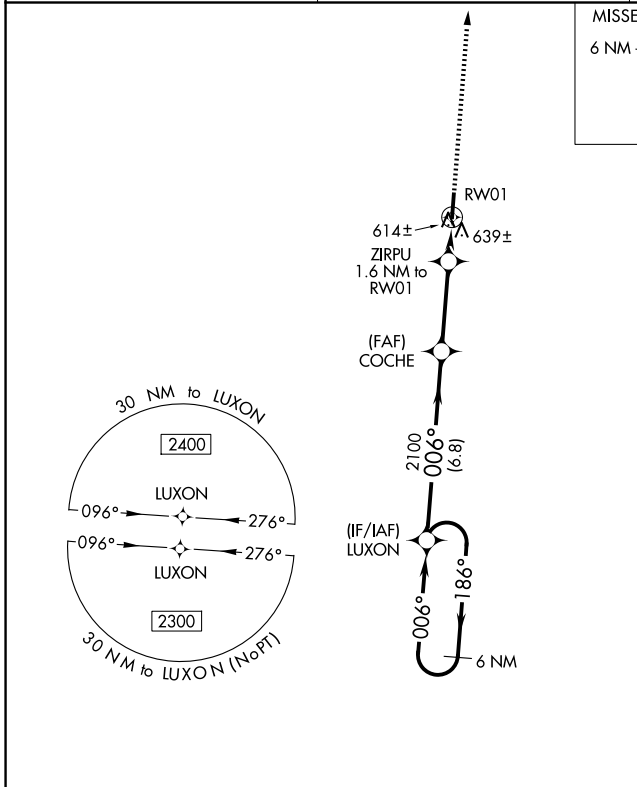 MISSE
6 NM
RW01
614±
639±
ZIRPU
1.6 NM to
RW01
(FAF)
COCHE
30 NM to LUXON
2400
2100
006°
(6.8)
LUXON
096°
276°
096°
276°
LUXON
(IF/IAF)
LUXON
2300
30 NM to LUXON (NoPT)
006°
186°
6 NM